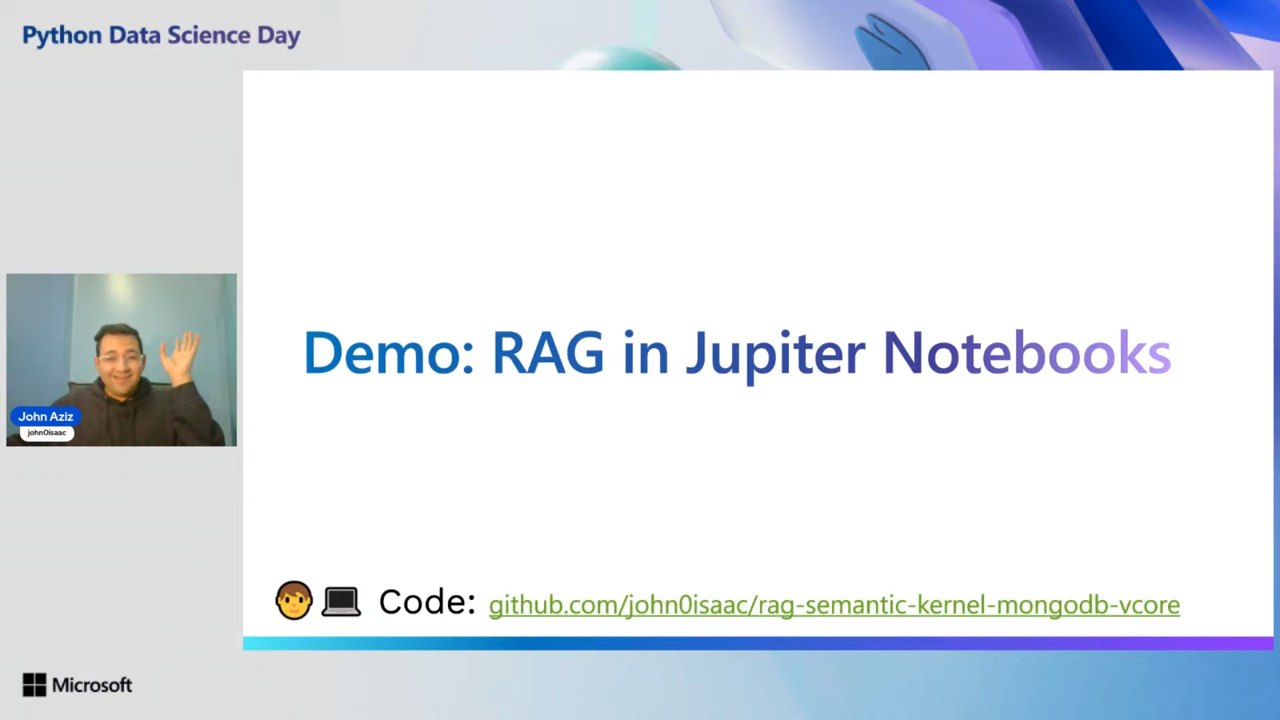 Python Data Science Day
Demo: RAG in Jupiter Notebooks
John Aziz
john0isaac
Code: github.com/john0isaac/rag-semantic-kernel-mongodb-vcore
Microsoft